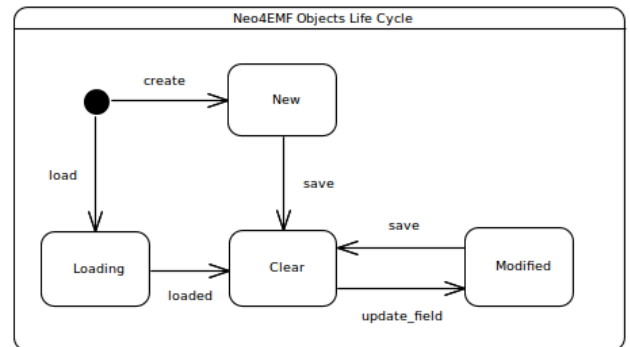 Neo4EMF Objects Life Cycle
create
New
load
save
save
Loading
Clear
Modified
loaded
update_field